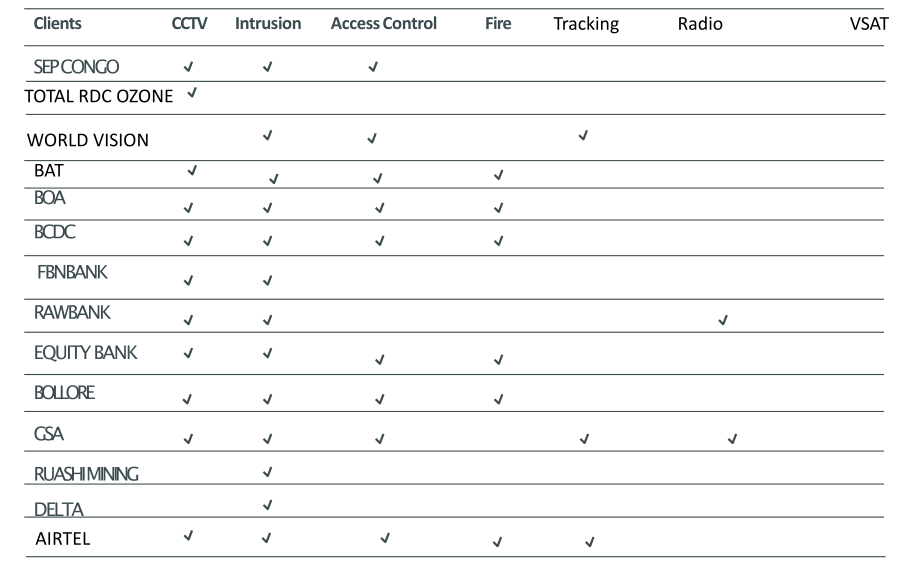 Clients CCTV Intrusion Access Control Fire Tracking Radio VSAT
SEP CONGO ✓ ✓ ✓
TOTAL RDC OZONE ✓
WORLD VISION ✓ ✓ ✓
BAT ✓ ✓ ✓ ✓
BOA ✓ ✓ ✓ ✓
BCDC ✓ ✓ ✓ ✓
FBNBANK ✓ ✓
RAWBANK ✓ ✓ ✓
EQUITY BANK ✓ ✓ ✓ ✓
BOLLORE ✓ ✓ ✓ ✓
GSA ✓ ✓ ✓ ✓ ✓
RUASHI MINING ✓
DELTA ✓
AIRTEL ✓ ✓ ✓ ✓ ✓